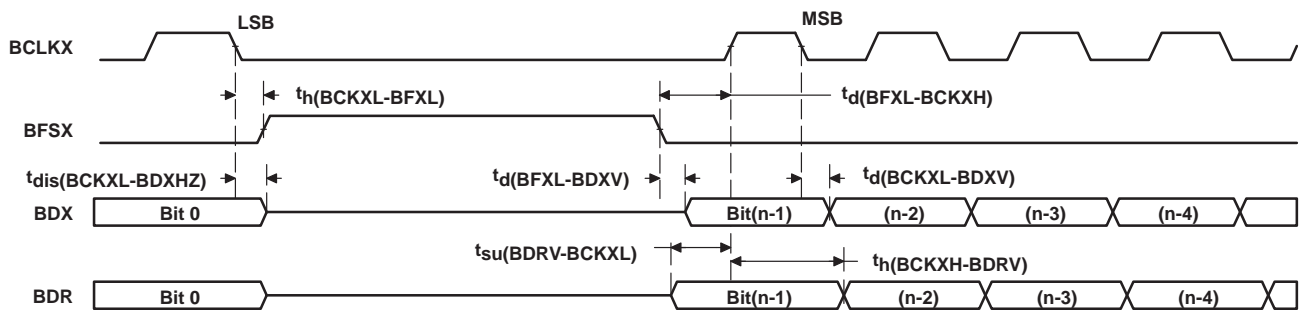 LSB
MSB
BCLKX
th(BCKXL-BFXL)
td(BFXL-BCKXH)
BFSX
tdis(BCKXL-BDXHZ)
td(BFXL-BDXV)
td(BCKXL-BDXV)
BDX
Bit 0
Bit(n-1)
(n-2)
(n-3)
(n-4)
tsu(BDRV-BCKXL)
th(BCKXH-BDRV)
BDR
Bit 0
Bit(n-1)
(n-2)
(n-3)
(n-4)